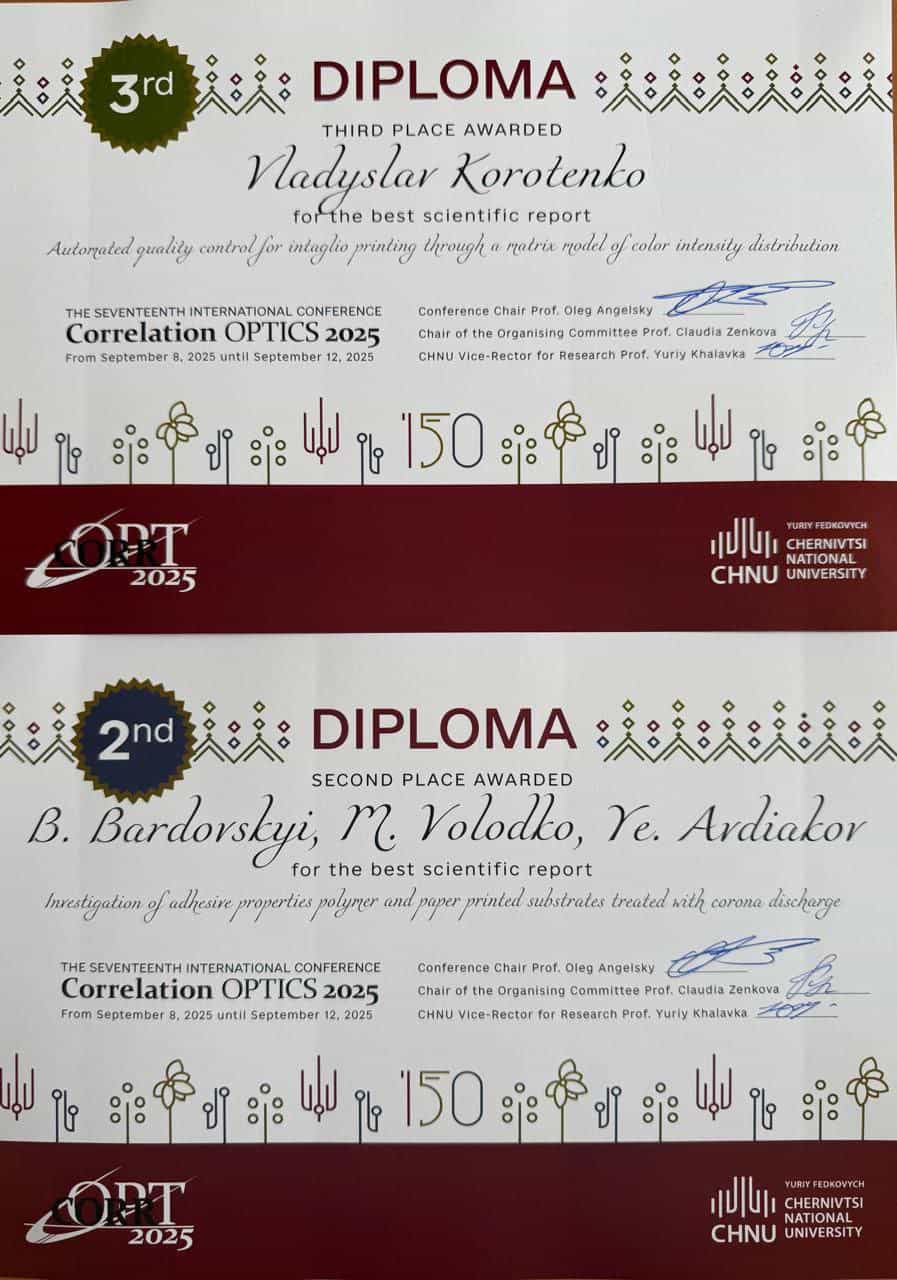 3rd
DIPLOMA
THIRD PLACE AWARDED
Vladyslav Korotenko
for the best scientific report
Automated quality control for intaglio printing through a matrix model of color intensity distribution
THE SEVENTEENTH INTERNATIONAL CONFERENCE
Correlation OPTICS 2025
From September 8, 2025 until September 12, 2025
Conference Chair Prof. Oleg Angelsky
Chair of the Organising Committee Prof. Claudia Zenkova
CHNU Vice-Rector for Research Prof. Yuriy Khalavka
150
CORR OPT
2025
YURIY FEDKOVYCH
CHERNIVTSI
NATIONAL
UNIVERSITY
CHNU
2nd
DIPLOMA
SECOND PLACE AWARDED
B. Bardovskyi, M. Volodko, Ye. Avdiakov
for the best scientific report
Investigation of adhesive properties polymer and paper printed substrates treated with corona discharge
THE SEVENTEENTH INTERNATIONAL CONFERENCE
Correlation OPTICS 2025
From September 8, 2025 until September 12, 2025
Conference Chair Prof. Oleg Angelsky
Chair of the Organising Committee Prof. Claudia Zenkova
CHNU Vice-Rector for Research Prof. Yuriy Khalavka
150
CORR OPT
2025
YURIY FEDKOVYCH
CHERNIVTSI
NATIONAL
UNIVERSITY
CHNU